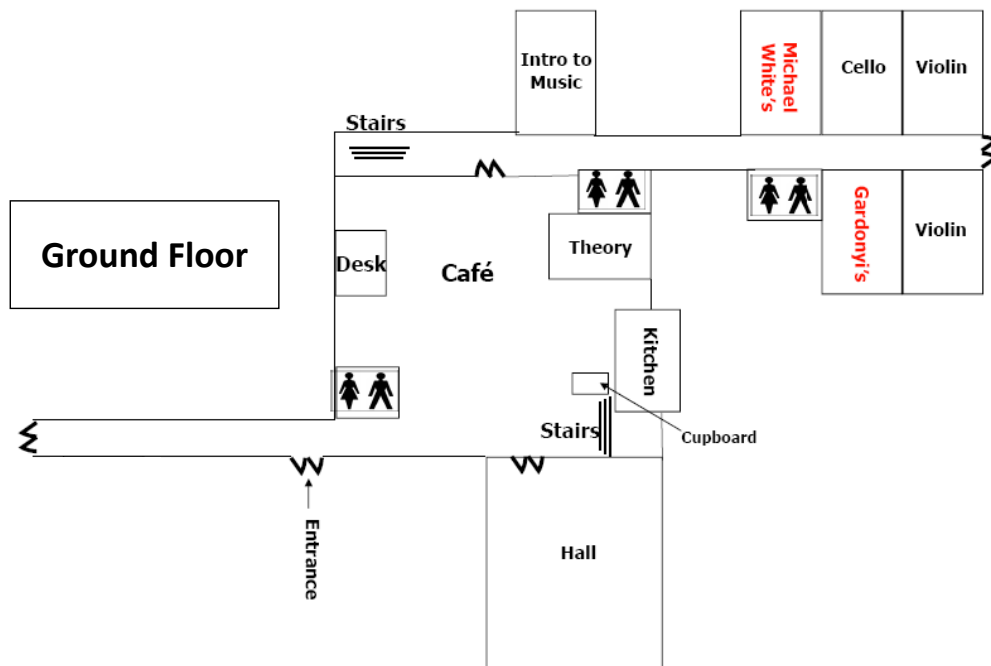 Intro to
Music
Michael
White's
Cello
Violin
Stairs
Ground Floor
Desk
Café
Theory
Gardonyi's
Violin
Kitchen
Stairs
Cupboard
Entrance
Hall